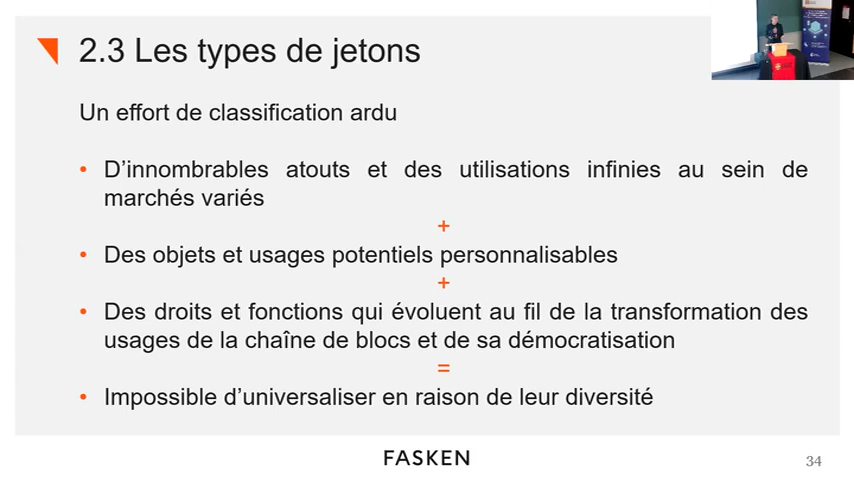 2.3 Les types de jetons
Un effort de classification ardu
• D’innombrables atouts et des utilisations infinies au sein de
marchés variés
+
• Des objets et usages potentiels personnalisables
+
• Des droits et fonctions qui évoluent au fil de la transformation des
usages de la chaîne de blocs et de sa démocratisation
=
• Impossible d’universaliser en raison de leur diversité
FASKEN
34